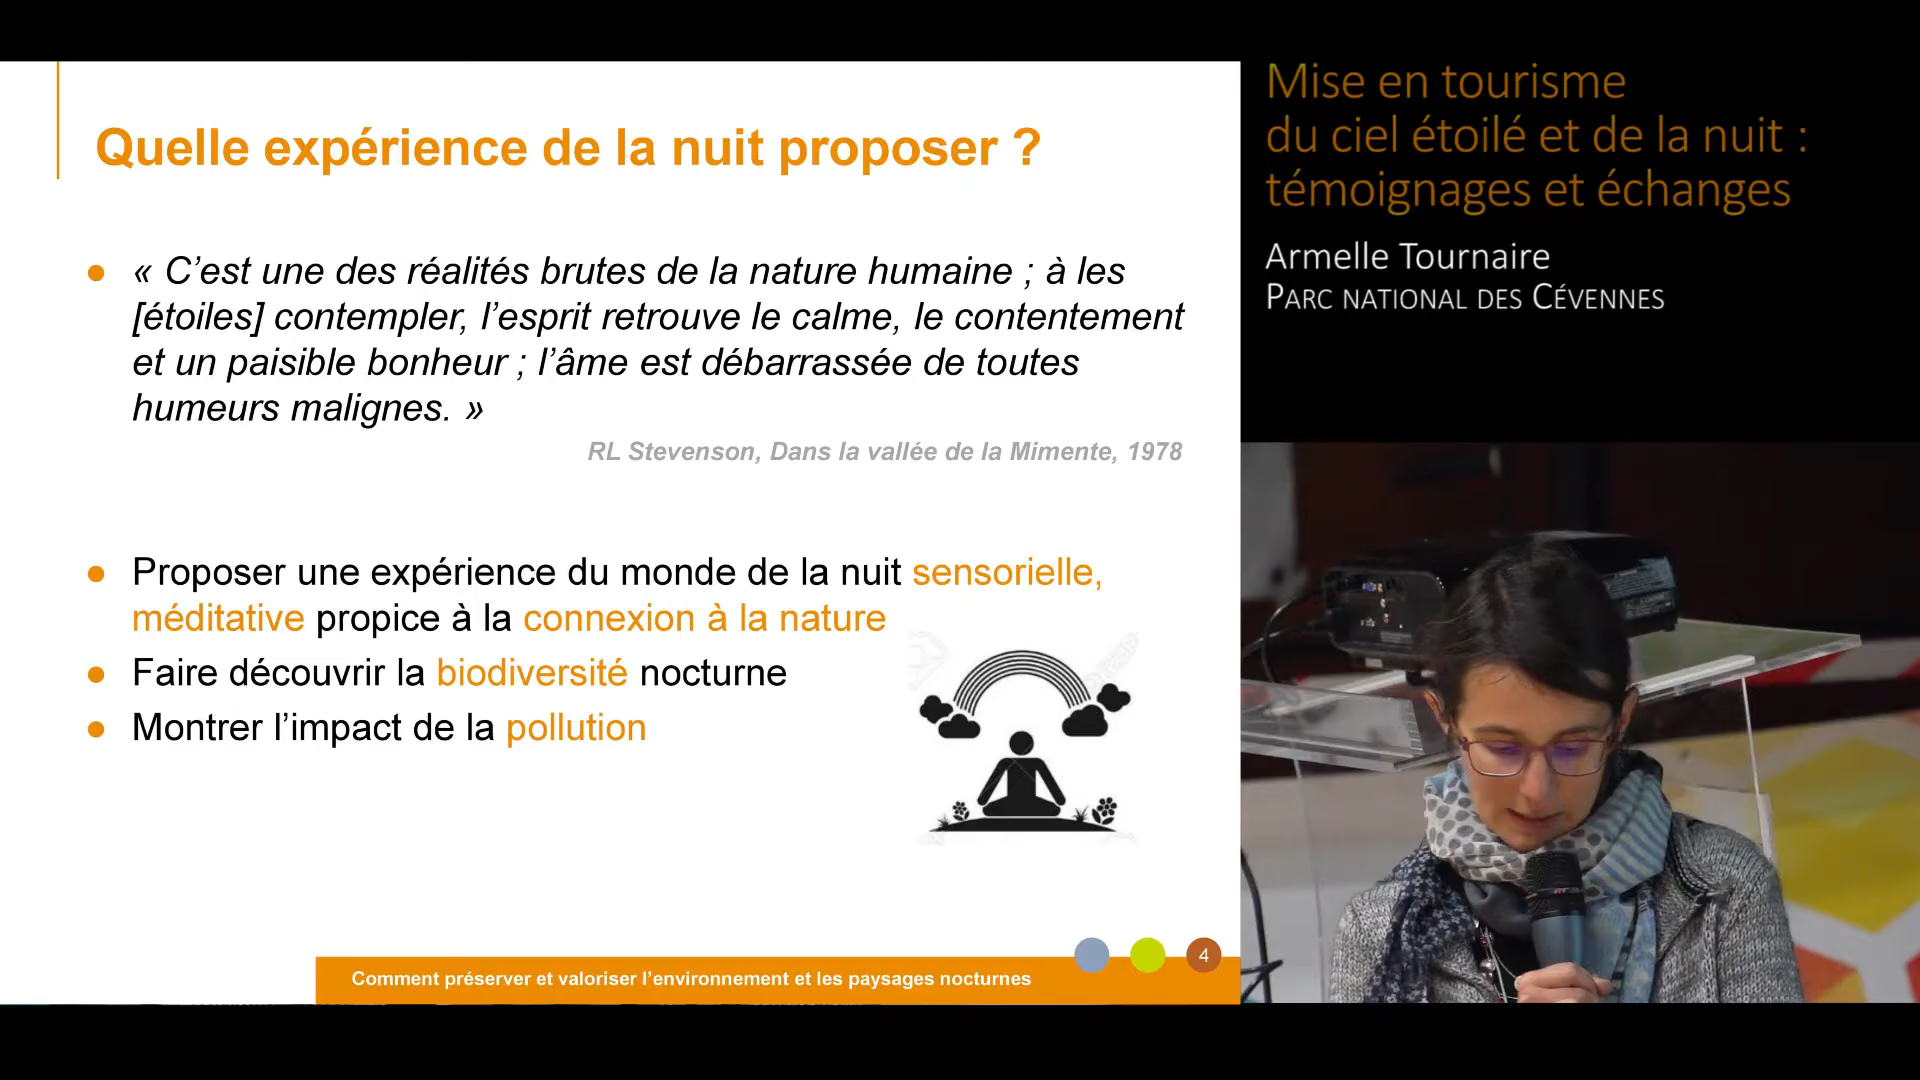 Quelle expérience de la nuit proposer ?
« C’est une des réalités brutes de la nature humaine ; à les
[étoiles] contempler, l’esprit retrouve le calme, le contentement
et un paisible bonheur ; l’âme est débarrassée de toutes
humeurs malignes. »
RL Stevenson, Dans la vallée de la Mimente, 1978
Proposer une expérience du monde de la nuit sensorielle,
méditative propice à la connexion à la nature
Faire découvrir la biodiversité nocturne
Montrer l’impact de la pollution
4
Comment préserver et valoriser l’environnement et les paysages nocturnes
Mise en tourisme
du ciel étoilé et de la nuit :
témoignages et échanges
Armelle Tournaire
PARC NATIONAL DES CÉVENNES